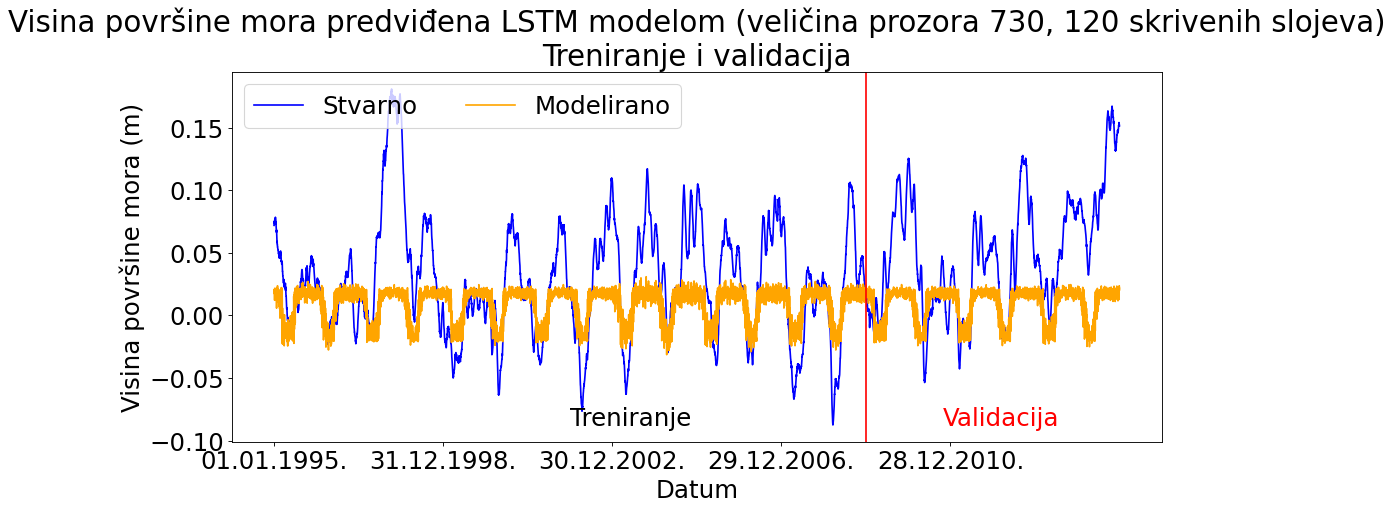 Visina površine mora predviđena LSTM modelom (veličina prozora 730, 120 skrivenih slojeva)
Treniranje i validacija
Stvarno
Modelirano
Visina površine mora (m)
0.15
0.10
0.05
0.00
−0.05
−0.10
Treniranje
Validacija
01.01.1995.
31.12.1998.
30.12.2002.
29.12.2006.
28.12.2010.
Datum